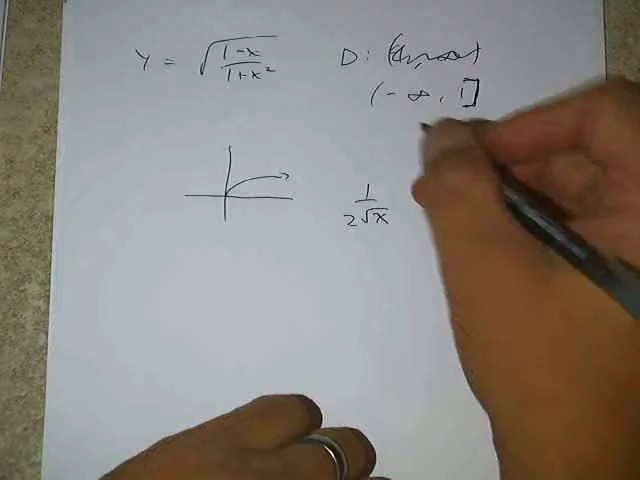 y = √((1-x)/(1+x²)) D:
(-∞, 1]
1/(2√x)